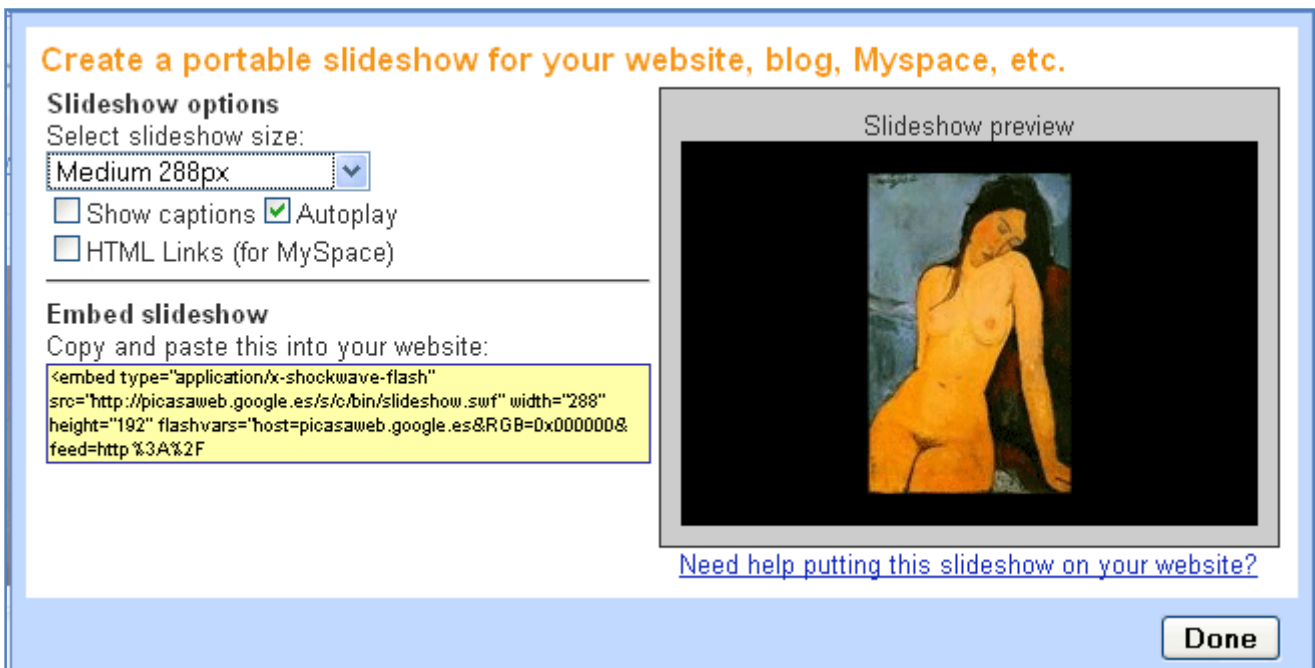 Create a portable slideshow for your website, blog, Myspace, etc.
Slideshow options
Select slideshow size:
Medium 288px
Show captions Autoplay
HTML Links (for MySpace)
Embed slideshow
Copy and paste this into your website:
<embed type="application/x-shockwave-flash"
src="http://picasaweb.google.es/s/c/bin/slideshow.swf" width="288"
height="192" flashvars="host=picasaweb.google.es&RGB=0x000000&
feed=http%3A%2F
Slideshow preview
Need help putting this slideshow on your website?
Done